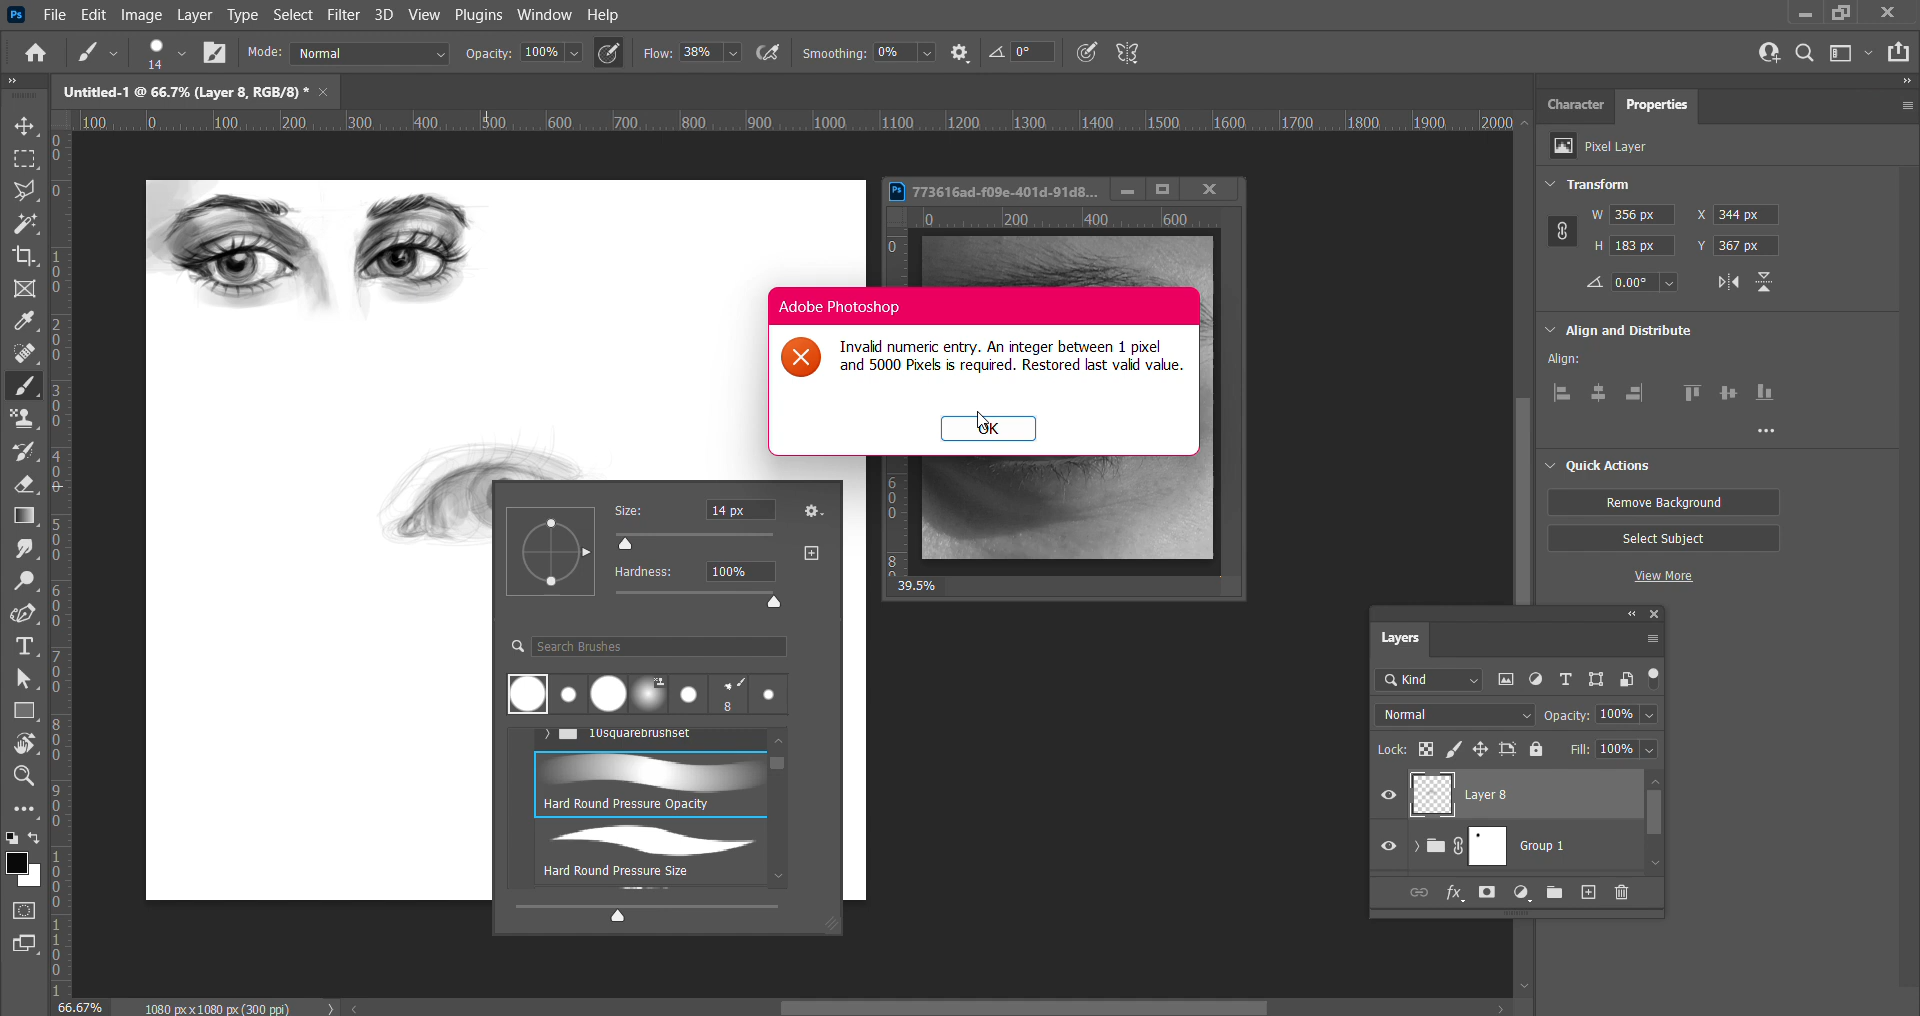 Ps File Edit Image Layer Type Select Filter 3D View Plugins Window Help
14 Mode: Normal Opacity: 100% Flow: 38% Smoothing: 0% 0°
Untitled-1 @ 66.7% (Layer 8, RGB/8) *
100 0 100 200 300 400 500 600 700 800 900 1000 1100 1200 1300 1400 1500 1600 1700 1800 1900 2000
Ps 773616ad-f09e-401d-91d8...
0 200 400 600
Adobe Photoshop
Invalid numeric entry. An integer between 1 pixel
and 5000 Pixels is required. Restored last valid value.
OK
39.5%
Size: 14 px
Hardness: 100%
Search Brushes
8
10squarebrushset
Hard Round Pressure Opacity
Hard Round Pressure Size
Character Properties
Pixel Layer
Transform
W 356 px X 344 px
H 183 px Y 367 px
0.00°
Align and Distribute
Align:
Quick Actions
Remove Background
Select Subject
View More
Layers
Kind
Normal Opacity: 100%
Lock: Fill: 100%
Layer 8
Group 1
66.67% 1080 px x 1080 px (300 ppi)